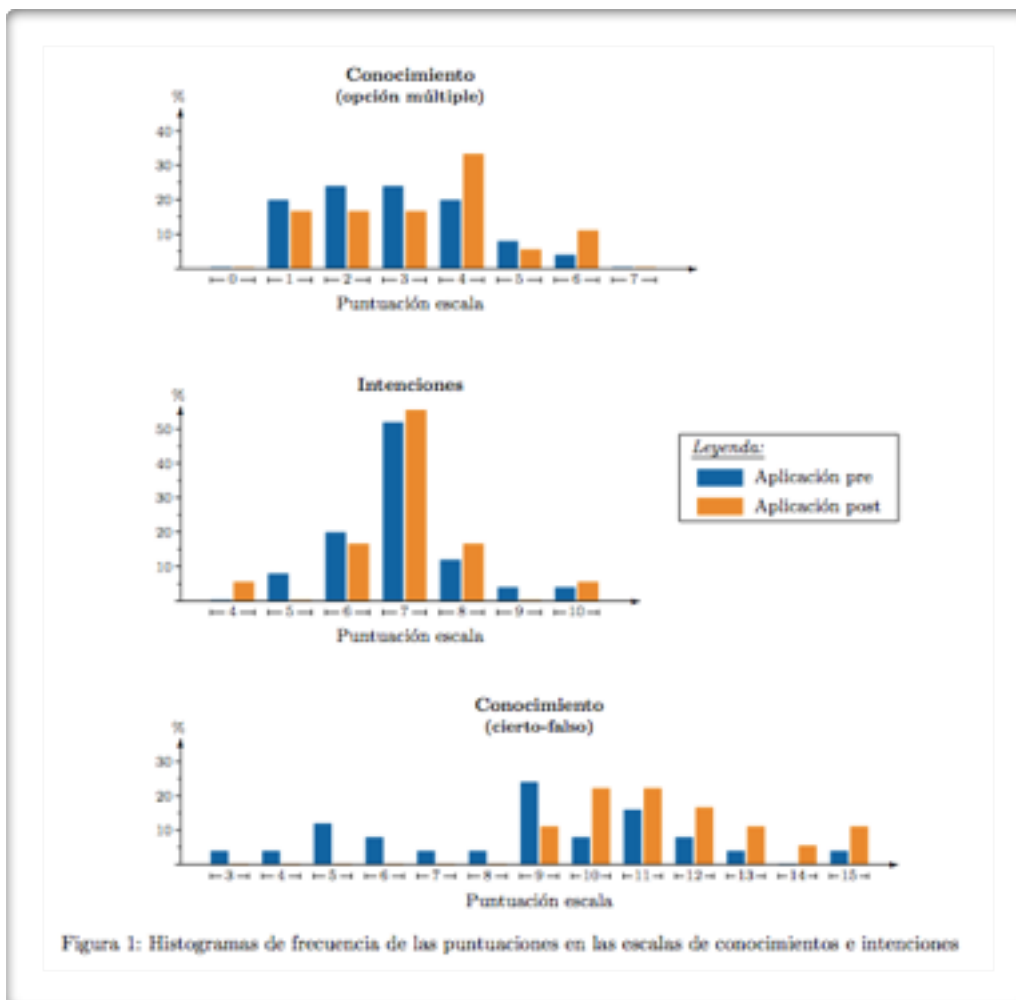 Conocimiento
(opción múltiple)
%
40
30
20
10
0 1 2 3 4 5 6 7
Puntuación escala
Intenciones
%
50
40
30
20
10
4 5 6 7 8 9 10
Puntuación escala
Leyenda:
Aplicación pre
Aplicación post
Conocimiento
(cierto-falso)
%
30
20
10
3 4 5 6 7 8 9 10 11 12 13 14 15
Puntuación escala
Figura 1: Histogramas de frecuencia de las puntuaciones en las escalas de conocimientos e intenciones